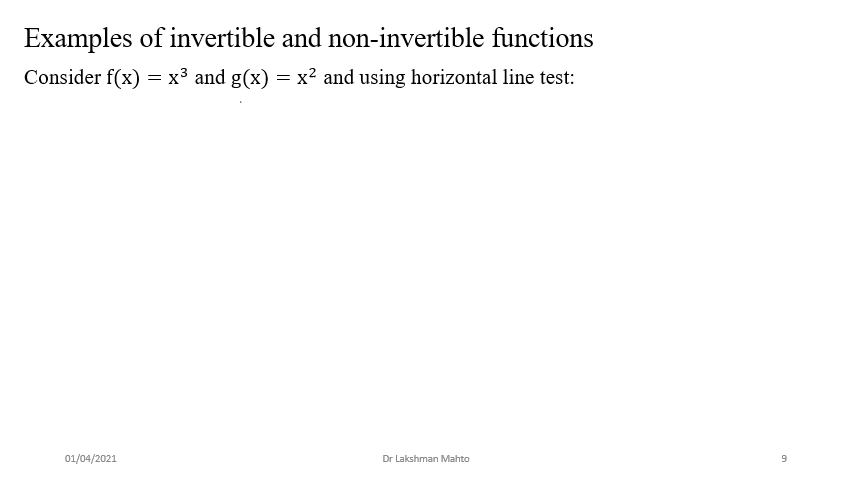 Examples of invertible and non-invertible functions
Consider f(x) = x³ and g(x) = x² and using horizontal line test:
01/04/2021
Dr Lakshman Mahto
9